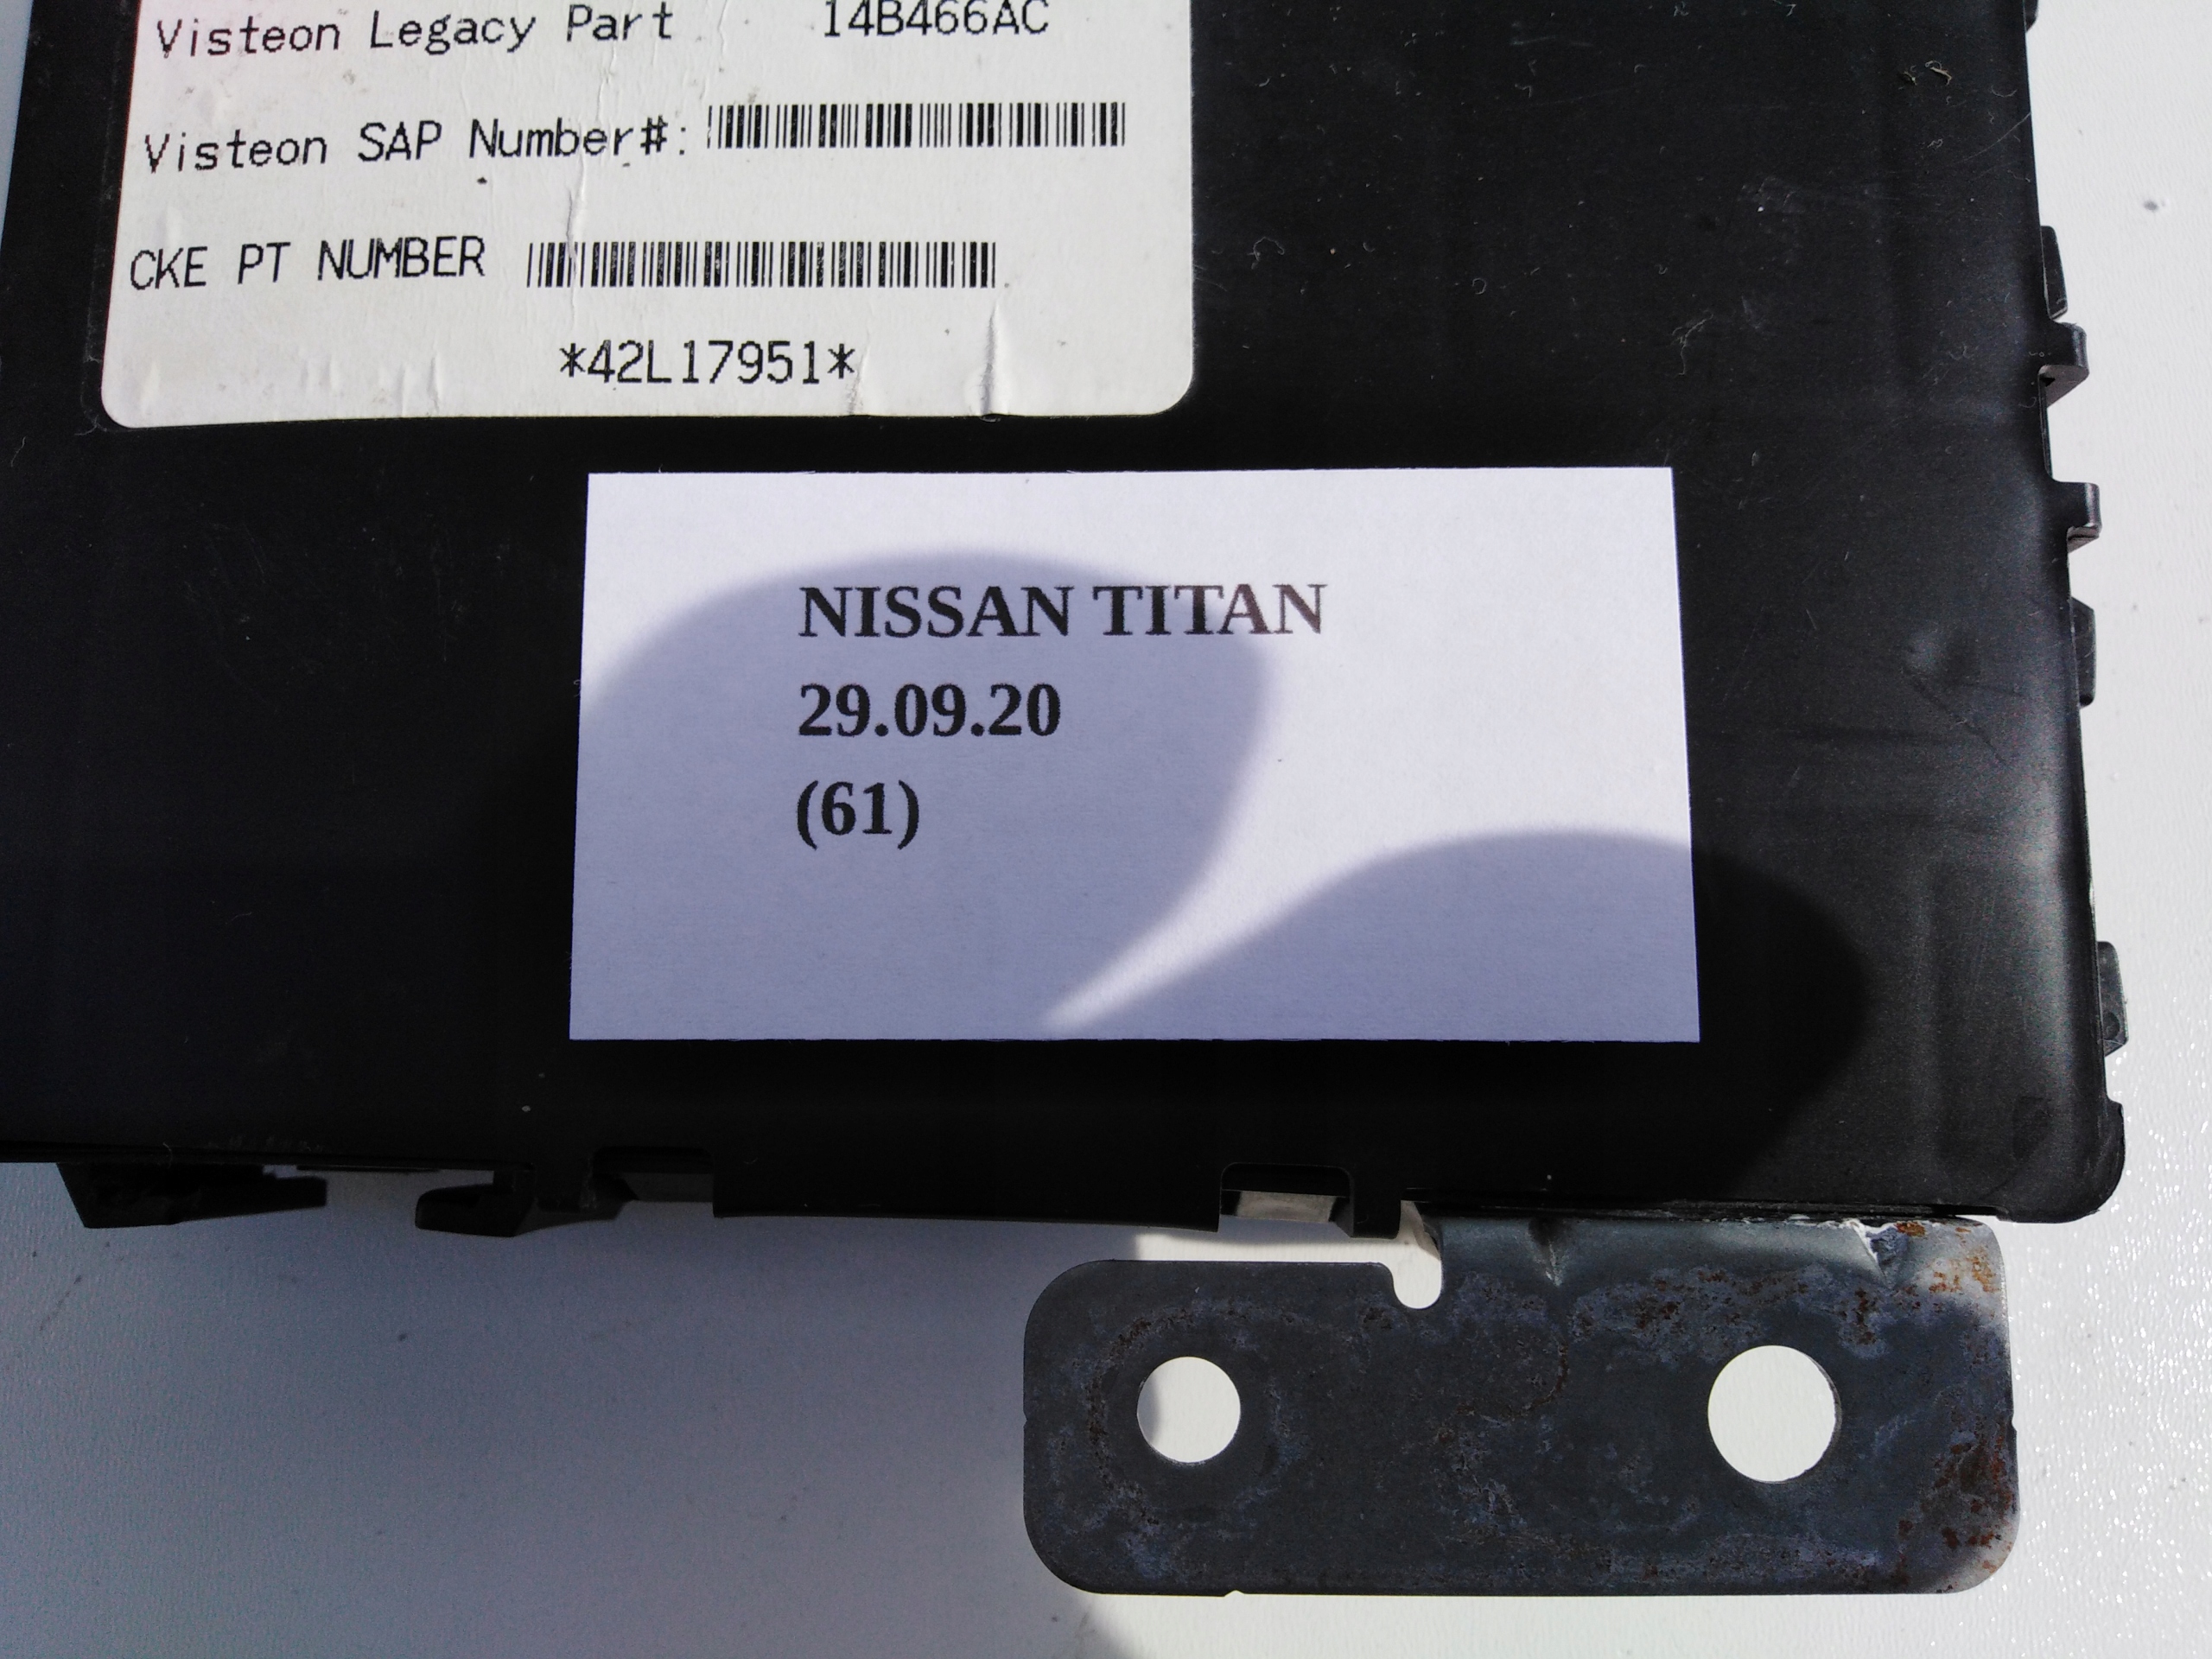 Visteon Legacy Part 14B466AC
Visteon SAP Number#:
CKE PT NUMBER
*42L17951*
NISSAN TITAN
29.09.20
(61)